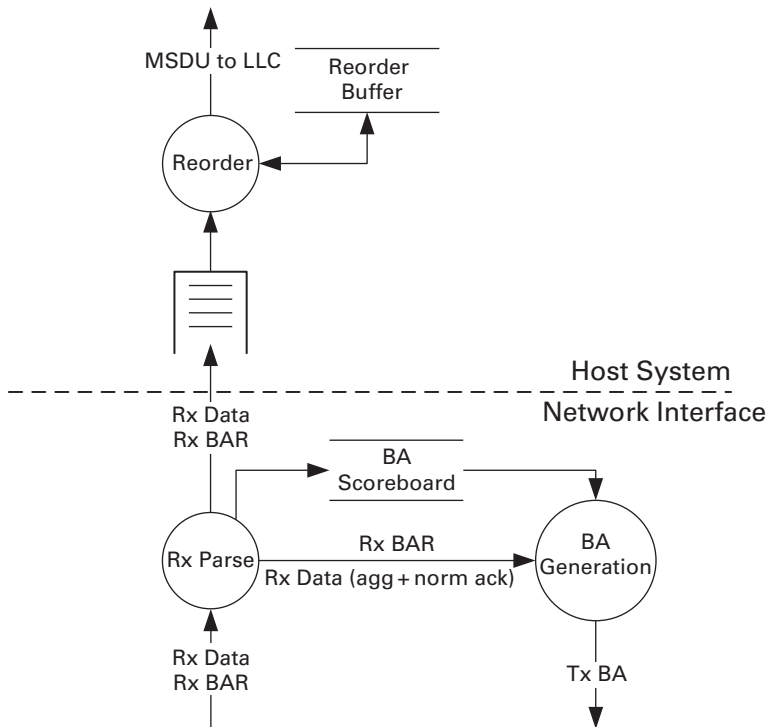 MSDU to LLC
Reorder
Buffer
Reorder
Host System
Network Interface
Rx Data
Rx BAR
BA
Scoreboard
Rx Parse
Rx BAR
Rx Data (agg + norm ack)
BA
Generation
Rx Data
Rx BAR
Tx BA